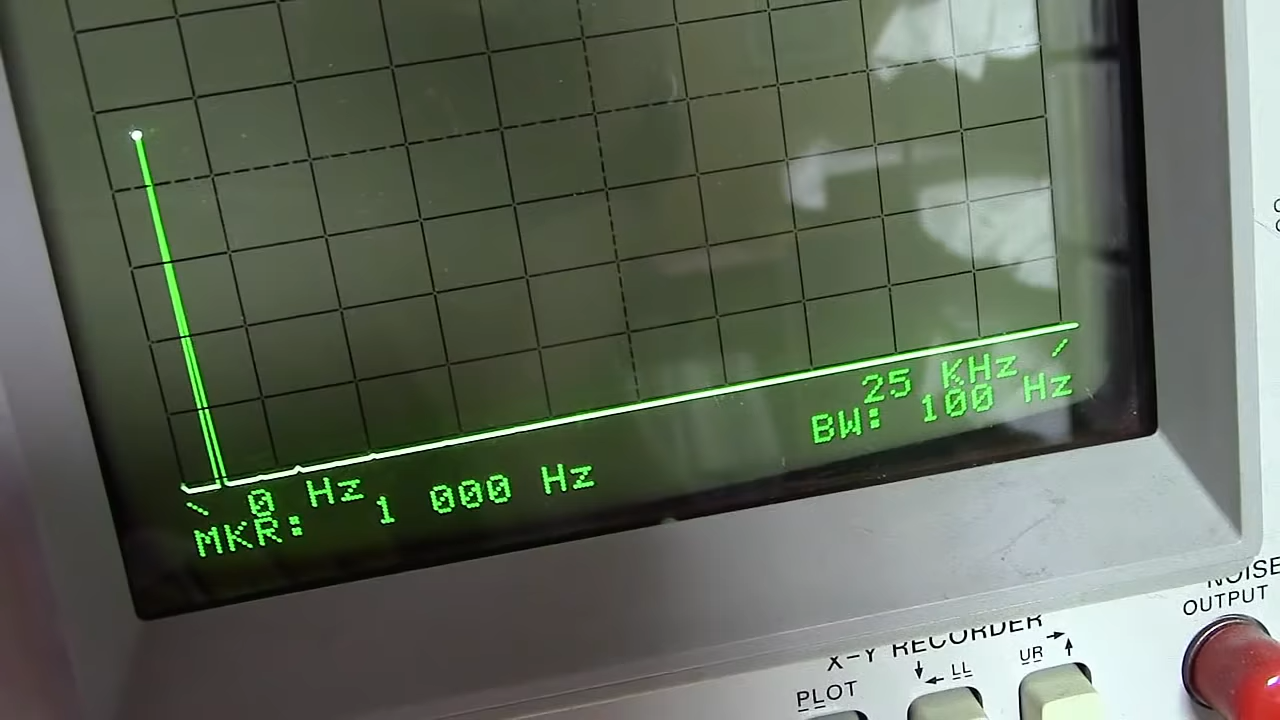 25 KHz
BW: 100 Hz
0 Hz
MKR: 1 000 Hz
NOISE
OUTPUT
X-Y RECORDER
PLOT
LL
UR